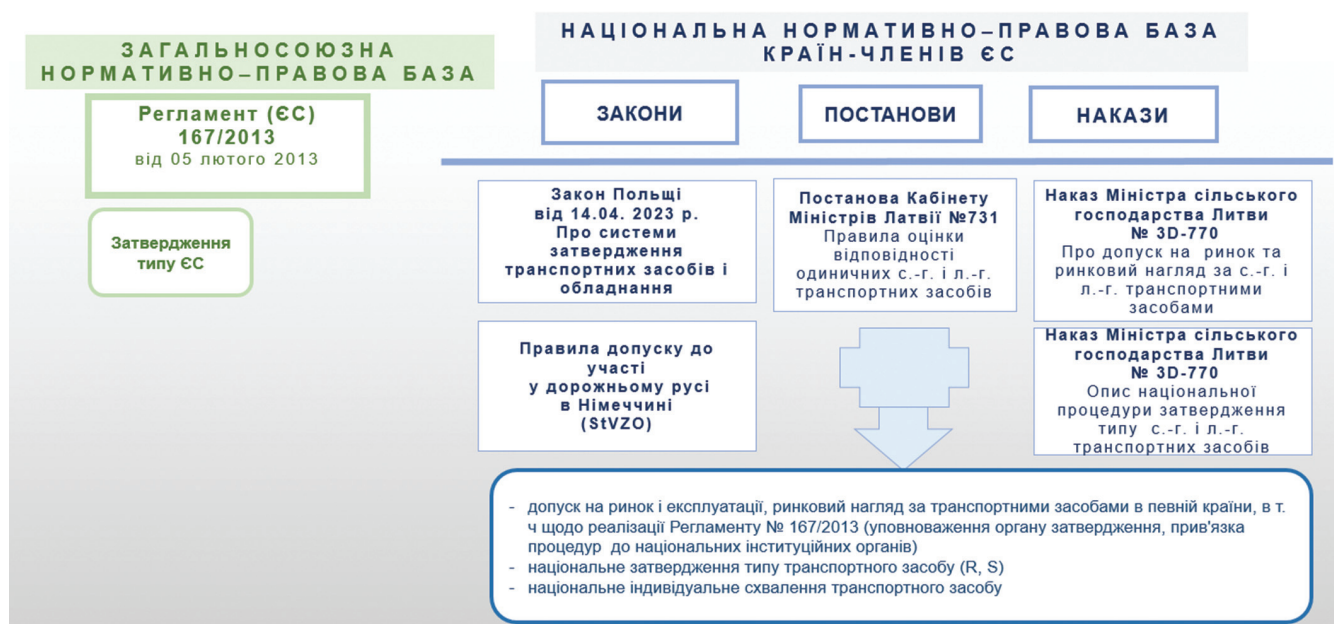 ЗАГАЛЬНОСОЮЗНА
НОРМАТИВНО–ПРАВОВА БАЗА
Регламент (ЄС)
167/2013
від 05 лютого 2013
Затвердження
типу ЄС
НАЦІОНАЛЬНА НОРМАТИВНО–ПРАВОВА БАЗА
КРАЇН-ЧЛЕНІВ ЄС
ЗАКОНИ
ПОСТАНОВИ
НАКАЗИ
Закон Польщі
від 14.04. 2023 р.
Про системи
затвердження
транспортних засобів і
обладнання
Постанова Кабінету
Міністрів Латвії №731
Правила оцінки
відповідності
одиничних с.-г. і л.-г.
транспортних засобів
Наказ Міністра сільського
господарства Литви
№ 3D-770
Про допуск на ринок та
ринковий нагляд за с.-г. і
л.-г. транспортними
засобами
Правила допуску до
участі
у дорожньому русі
в Німеччині
(StVZO)
Наказ Міністра сільського
господарства Литви
№ 3D-770
Опис національної
процедури затвердження
типу с.-г. і л.-г.
транспортних засобів
- допуск на ринок і експлуатації, ринковий нагляд за транспортними засобами в певній країни, в т.
ч щодо реалізації Регламенту № 167/2013 (уповноваження органу затвердження, прив'язка
процедур до національних інституційних органів)
- національне затвердження типу транспортного засобу (R, S)
- національне індивідуальне схвалення транспортного засобу